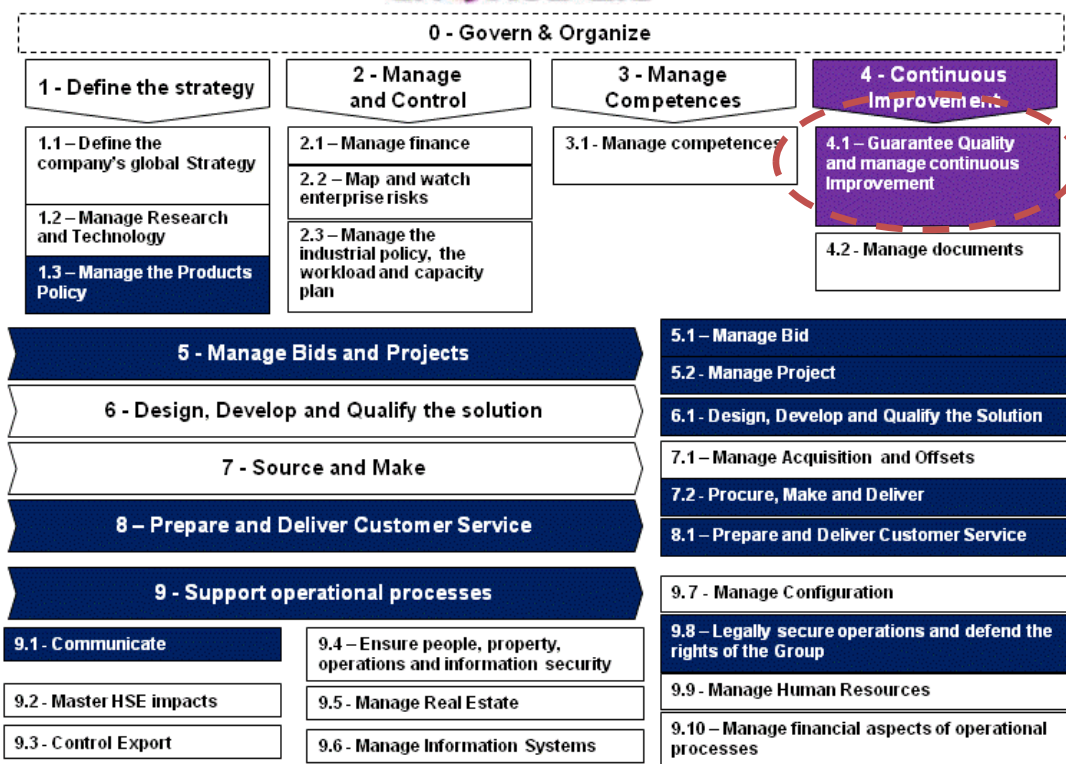 0 - Govern & Organize
1 - Define the strategy
2 - Manage
and Control
3 - Manage
Competences
4 - Continuous
Improvement
1.1 – Define the
company's global Strategy
1.2 – Manage Research
and Technology
1.3 – Manage the Products
Policy
2.1 – Manage finance
2.2 – Map and watch
enterprise risks
2.3 – Manage the
industrial policy, the
workload and capacity
plan
3.1 - Manage competences
4.1 – Guarantee Quality
and manage continuous
Improvement
4.2 - Manage documents
5 - Manage Bids and Projects
6 - Design, Develop and Qualify the solution
7 - Source and Make
8 – Prepare and Deliver Customer Service
5.1 – Manage Bid
5.2 - Manage Project
6.1 - Design, Develop and Qualify the Solution
7.1 – Manage Acquisition and Offsets
7.2 - Procure, Make and Deliver
8.1 – Prepare and Deliver Customer Service
9 - Support operational processes
9.1 - Communicate
9.2 – Master HSE impacts
9.3 - Control Export
9.4 – Ensure people, property,
operations and information security
9.5 - Manage Real Estate
9.6 - Manage Information Systems
9.7 - Manage Configuration
9.8 – Legally secure operations and defend the
rights of the Group
9.9 – Manage Human Resources
9.10 – Manage financial aspects of operational
processes